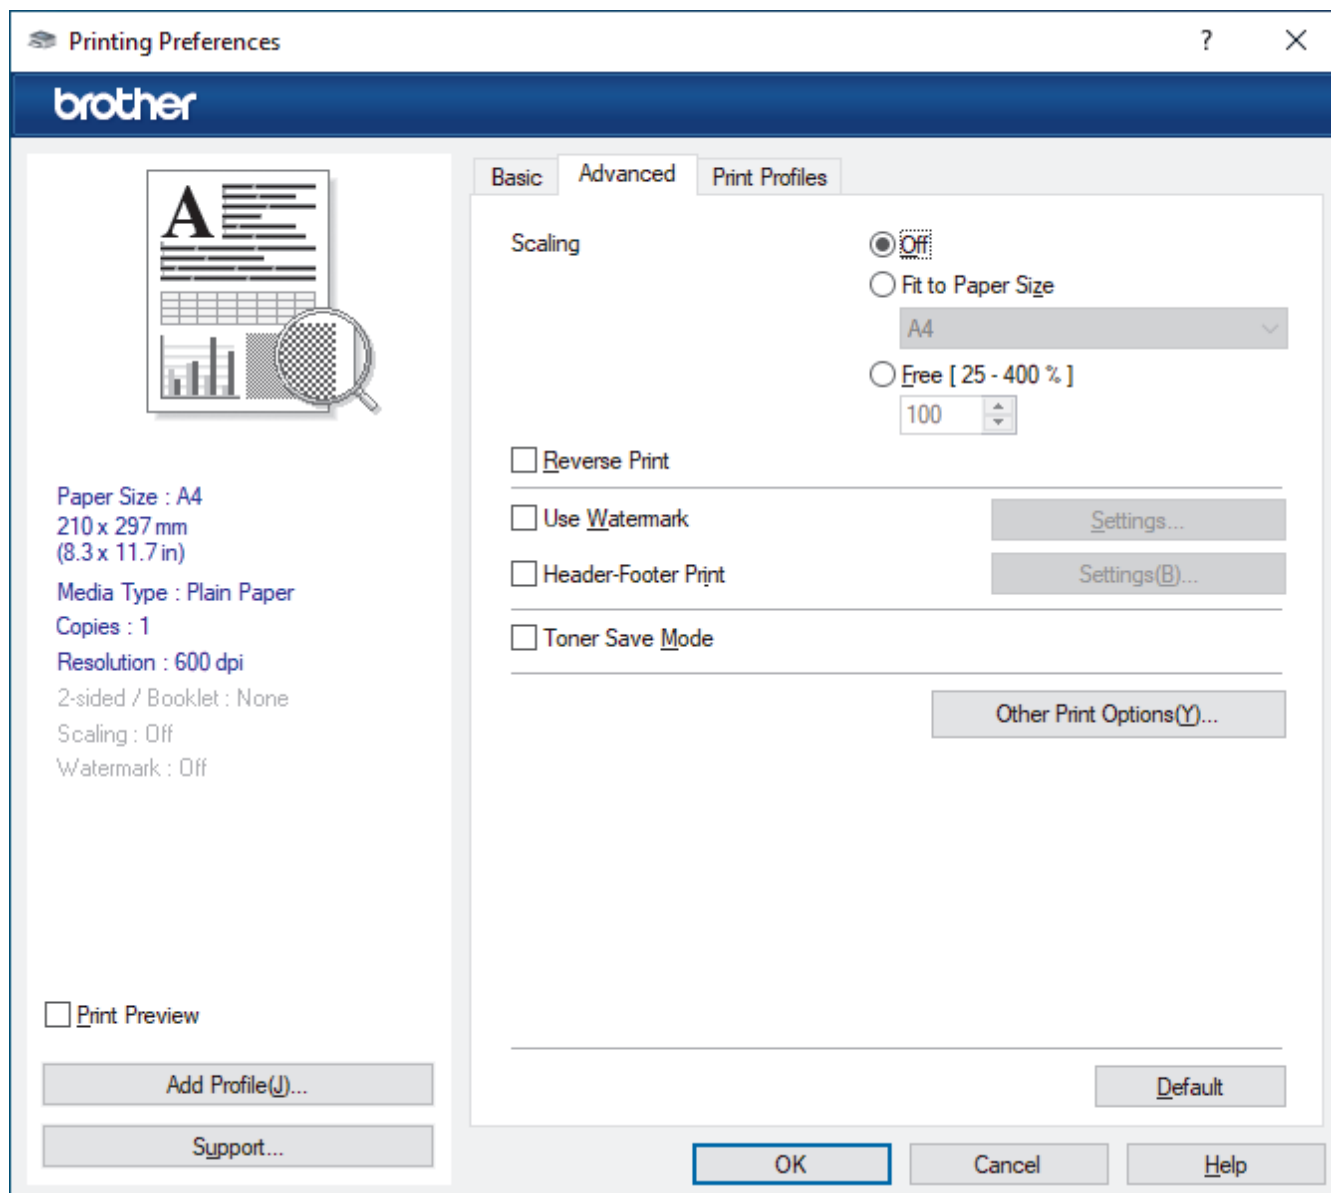 Printing Preferences
?
brother
A
Paper Size : A4
210 x 297 mm
(8.3 x 11.7 in)
Media Type : Plain Paper
Copies : 1
Resolution : 600 dpi
2-sided / Booklet : None
Scaling : Off
Watermark : Off
Print Preview
Add Profile(J)...
Support...
Basic Advanced Print Profiles
Scaling
Off
Fit to Paper Size
A4
Free [ 25 - 400 % ]
100
Reverse Print
Use Watermark Settings...
Header-Footer Print Settings(B)...
Toner Save Mode
Other Print Options(Y)...
Default
OK Cancel Help